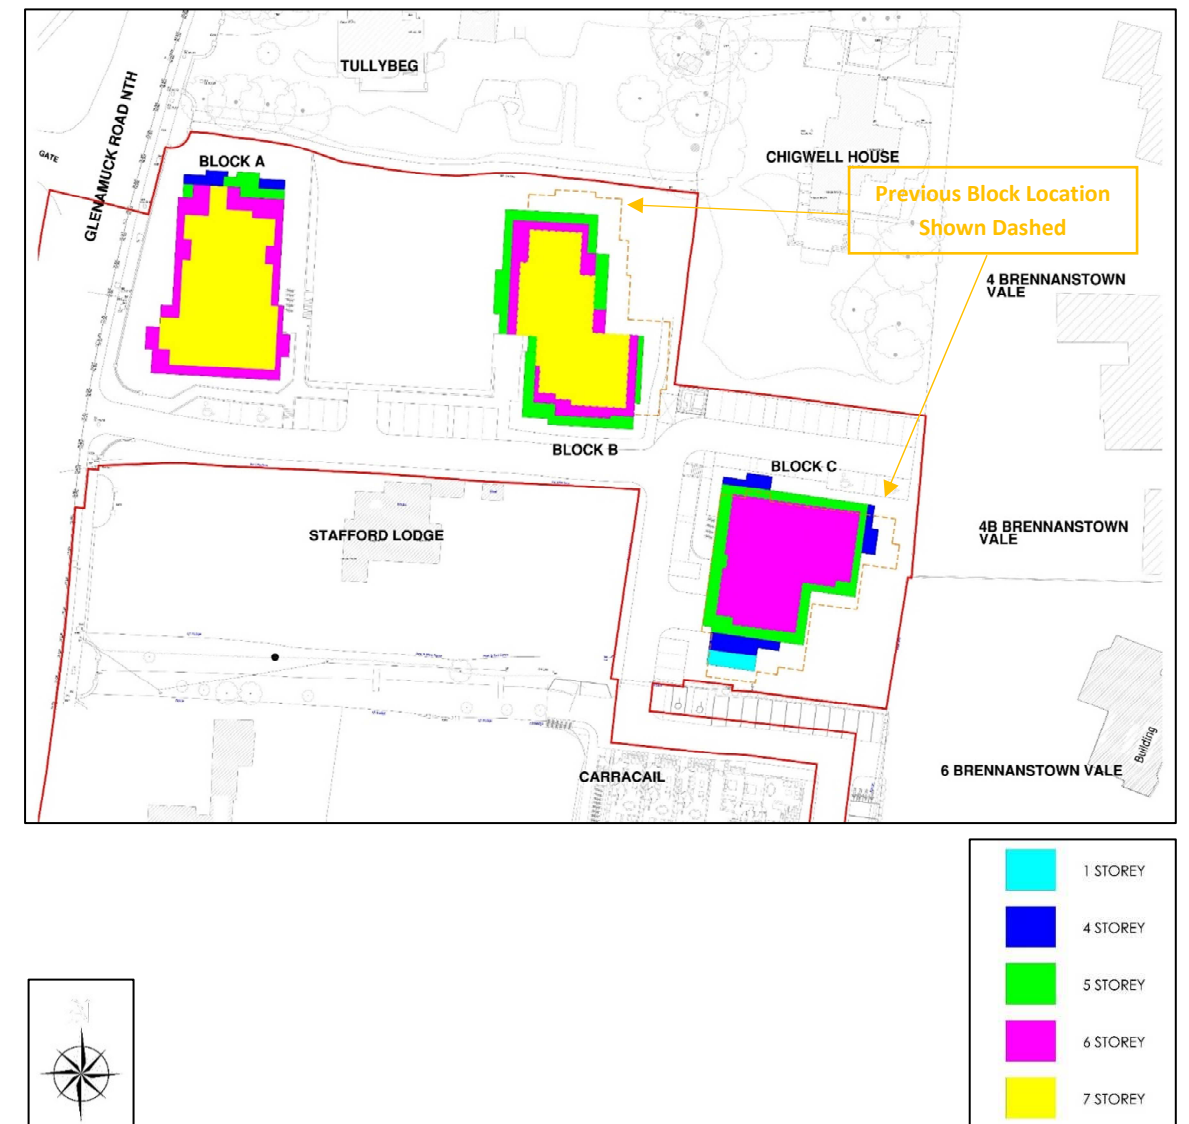 TULLYBEG
GLENAMUCK ROAD NTH
GATE
BLOCK A
CHIGWELL HOUSE
Previous Block Location
Shown Dashed
4 BRENNANSTOWN
VALE
BLOCK B
BLOCK C
STAFFORD LODGE
4B BRENNANSTOWN
VALE
CARRACAIL
6 BRENNANSTOWN VALE
Building
1 STOREY
4 STOREY
5 STOREY
6 STOREY
7 STOREY
N